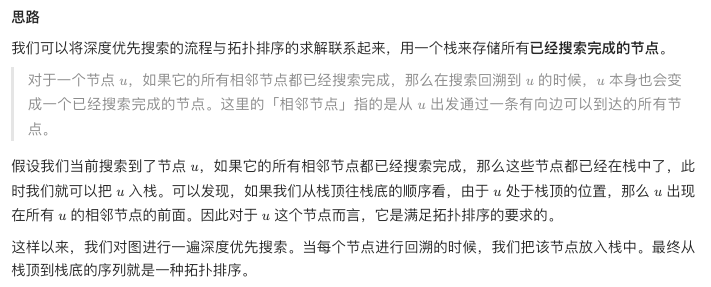 思路
我们可以将深度优先搜索的流程与拓扑排序的求解联系起来，用一个栈来存储所有已经搜索完成的节点。
对于一个节点 u，如果它的所有相邻节点都已经搜索完成，那么在搜索回溯到 u 的时候，u 本身也会变
成一个已经搜索完成的节点。这里的「相邻节点」指的是从 u 出发通过一条有向边可以到达的所有节
点。
假设我们当前搜索到了节点 u，如果它的所有相邻节点都已经搜索完成，那么这些节点都已经在栈中了，此
时我们就可以把 u 入栈。可以发现，如果我们从栈顶往栈底的顺序看，由于 u 处于栈顶的位置，那么 u 出现
在所有 u 的相邻节点的前面。因此对于 u 这个节点而言，它是满足拓扑排序的要求的。
这样以来，我们对图进行一遍深度优先搜索。当每个节点进行回溯的时候，我们把该节点放入栈中。最终从
栈顶到栈底的序列就是一种拓扑排序。